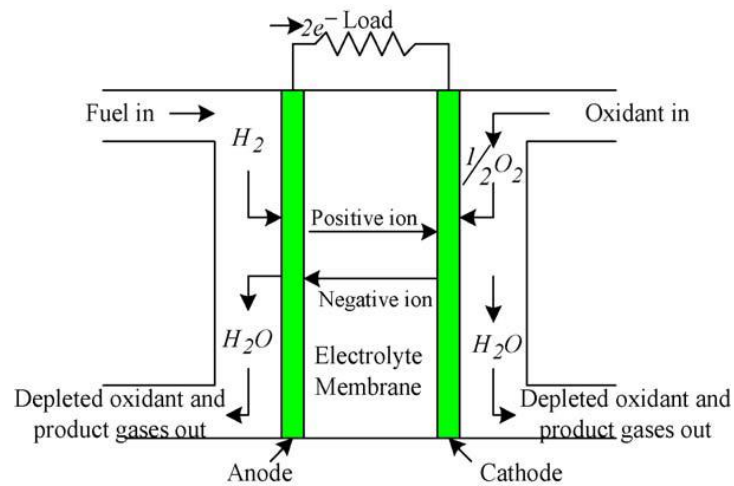 2e⁻ Load
Fuel in
Oxidant in
H₂
1/2O₂
Positive ion
Negative ion
H₂O
H₂O
Electrolyte
Membrane
Depleted oxidant and
product gases out
Depleted oxidant and
product gases out
Anode
Cathode